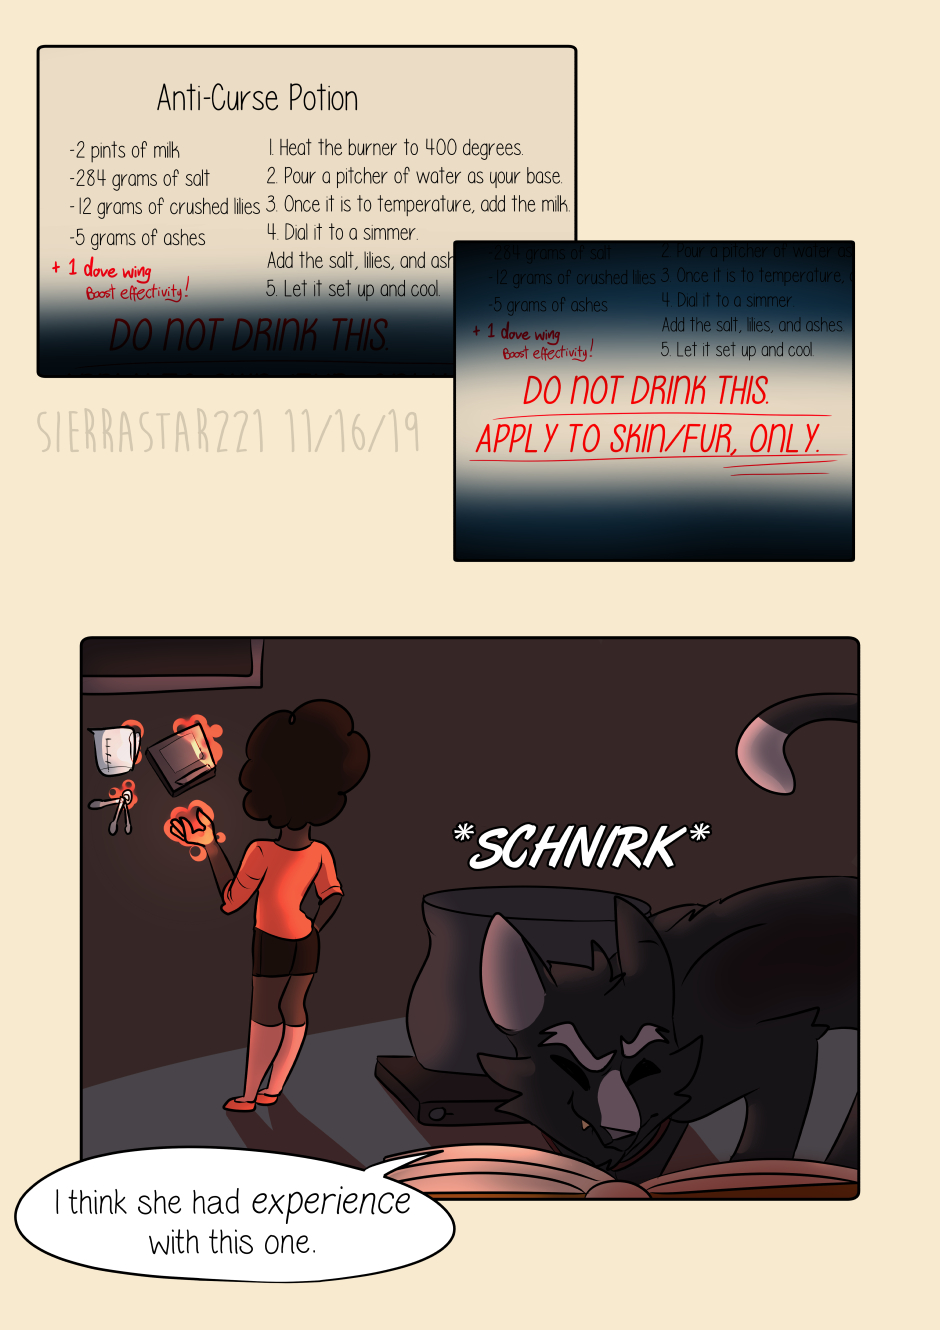 Anti-Curse Potion
-2 pints of milk
-284 grams of salt
-12 grams of crushed lilies
-5 grams of ashes
+ 1 dove wing
Boost effectivity!
1. Heat the burner to 400 degrees.
2. Pour a pitcher of water as your base.
3. Once it is to temperature, add the milk.
4. Dial it to a simmer.
Add the salt, lilies, and ash
5. Let it set up and cool.
DO NOT DRINK THIS.
-284 grams of salt
-12 grams of crushed lilies
-5 grams of ashes
+ 1 dove wing
Boost effectivity!
2. Pour a pitcher of water as
3. Once it is to temperature,
4. Dial it to a simmer.
Add the salt, lilies, and ashes.
5. Let it set up and cool.
DO NOT DRINK THIS.
APPLY TO SKIN/FUR, ONLY.
SIERRASTAR221 11/16/19
*SCHNIRK*
I think she had experience
with this one.